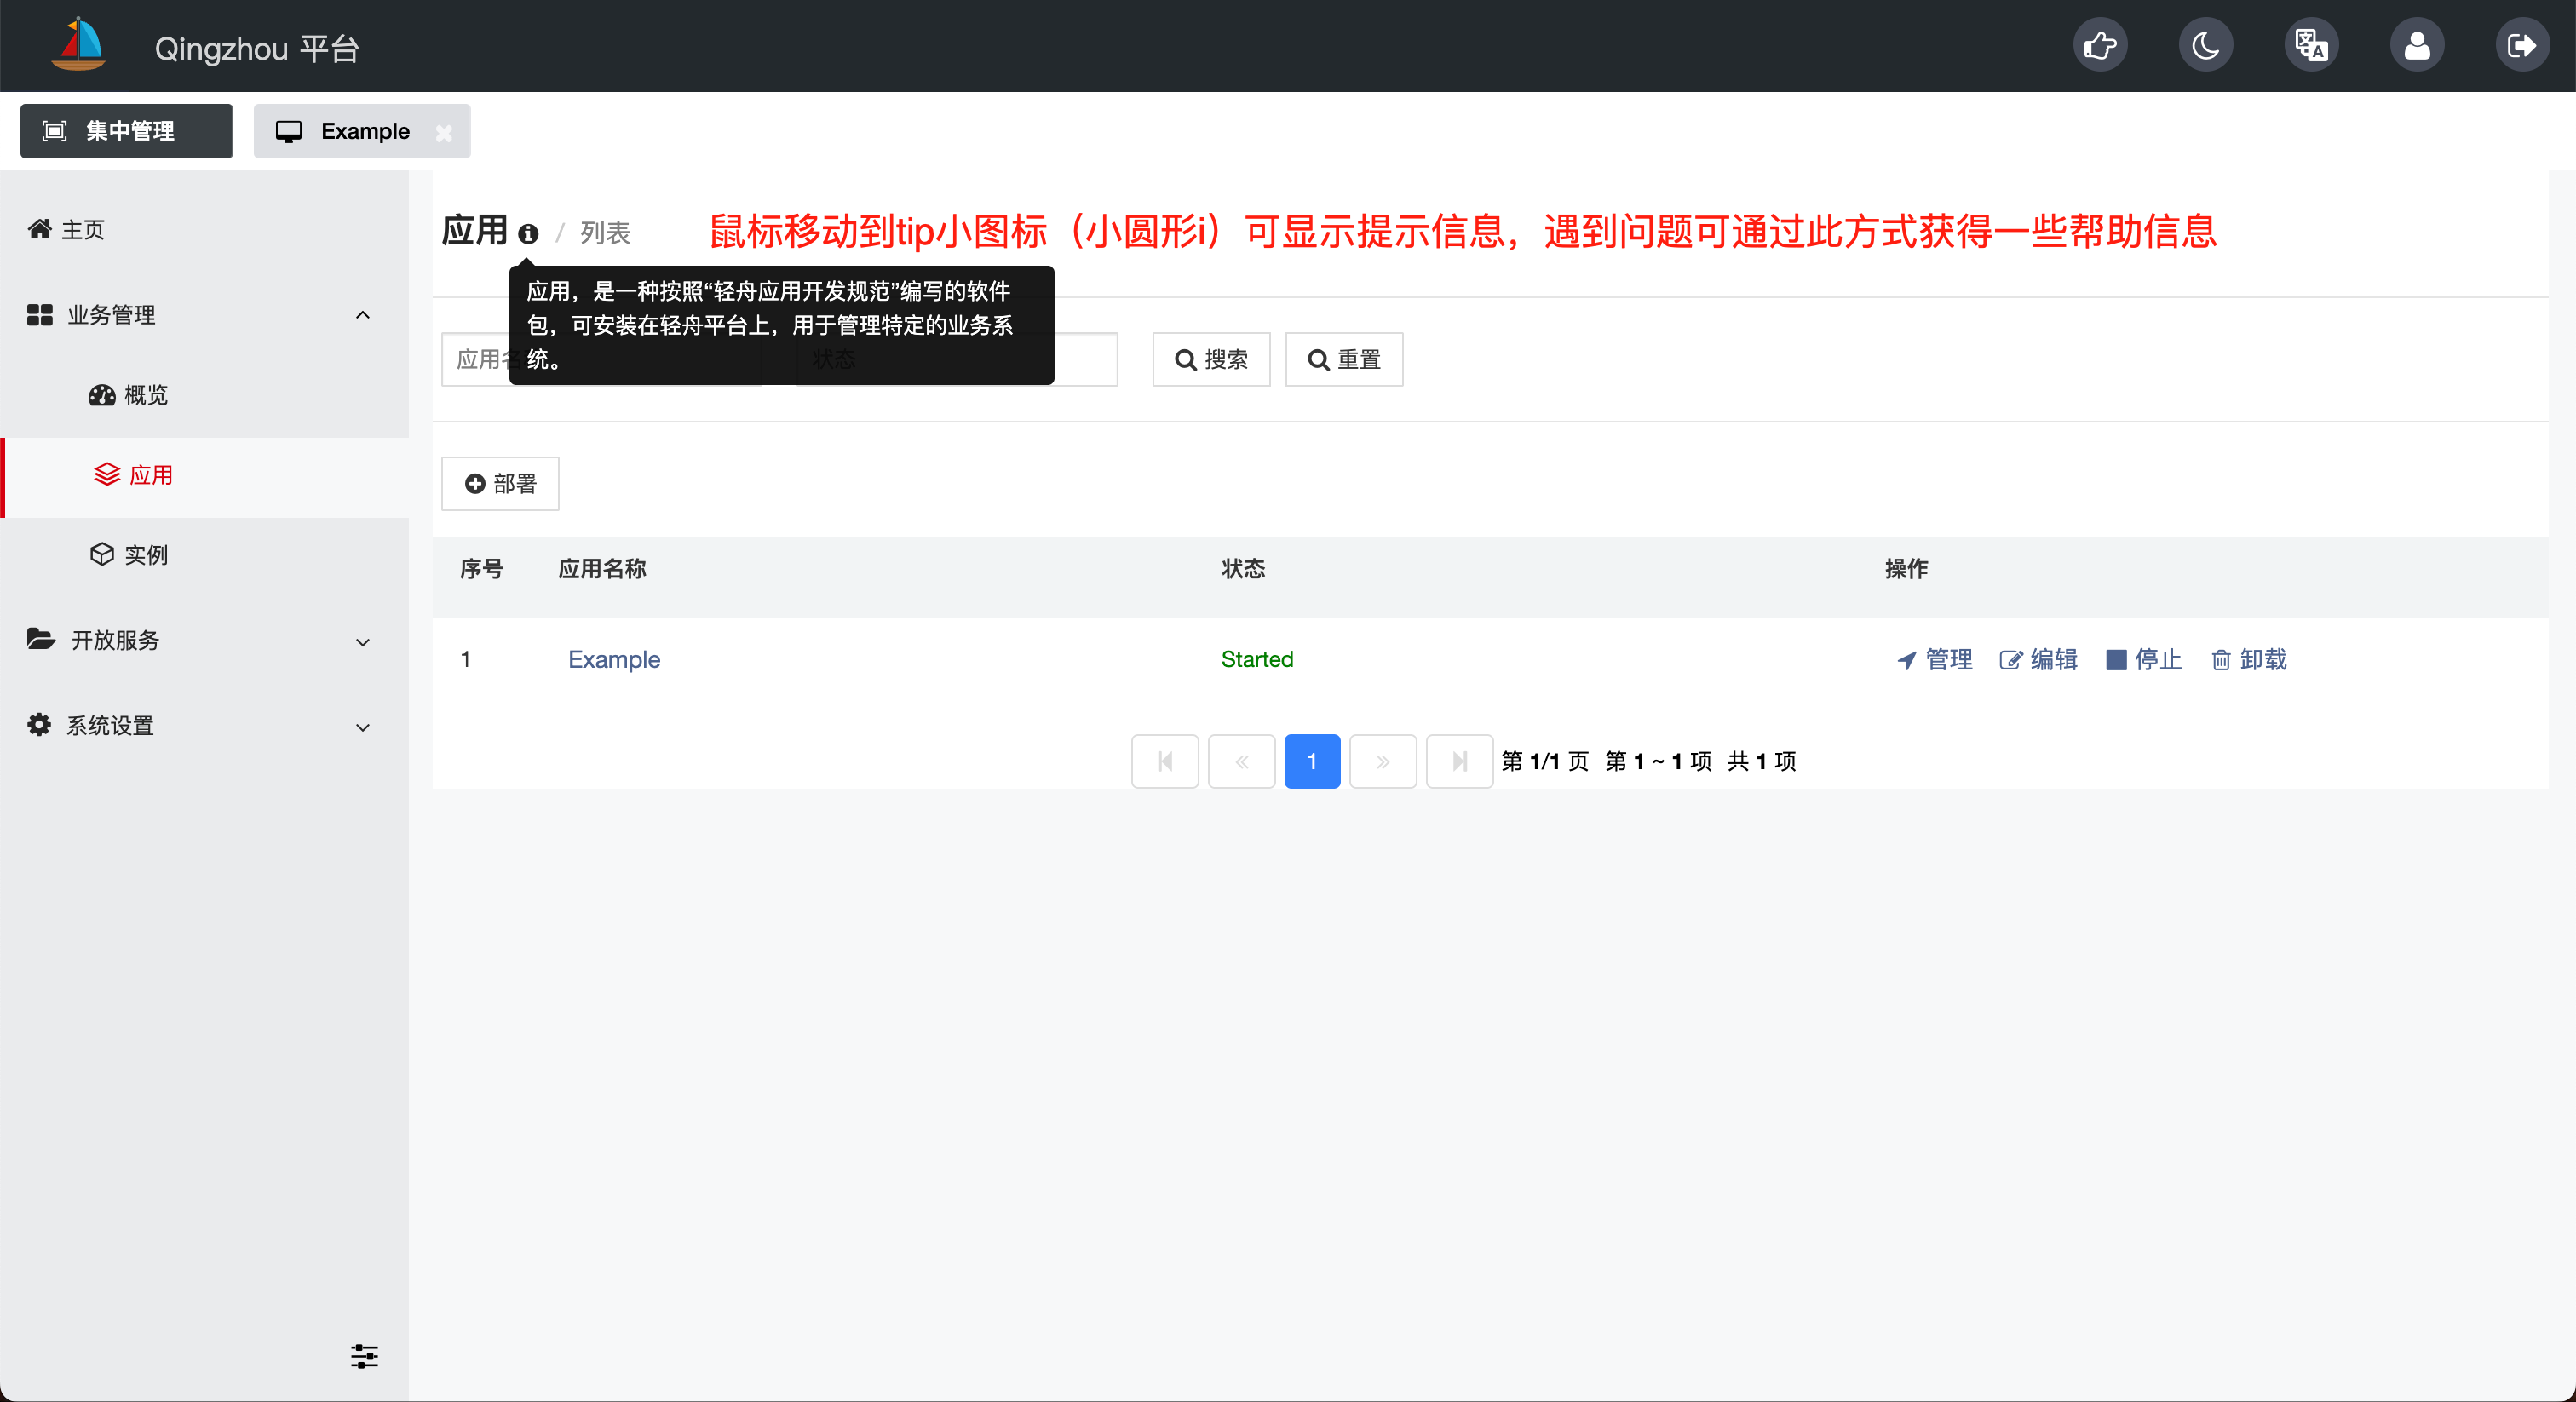 Qingzhou 平台
集中管理
Example
主页
业务管理
概览
应用
实例
开放服务
系统设置
应用 / 列表
鼠标移动到tip小图标（小圆形i）可显示提示信息，遇到问题可通过此方式获得一些帮助信息
应用，是一种按照“轻舟应用开发规范”编写的软件
包，可安装在轻舟平台上，用于管理特定的业务系
统。
应用名
状态
搜索
重置
部署
序号 应用名称 状态 操作
1 Example Started 管理 编辑 停止 卸载
1 第 1/1 页 第 1 ~ 1 项 共 1 项